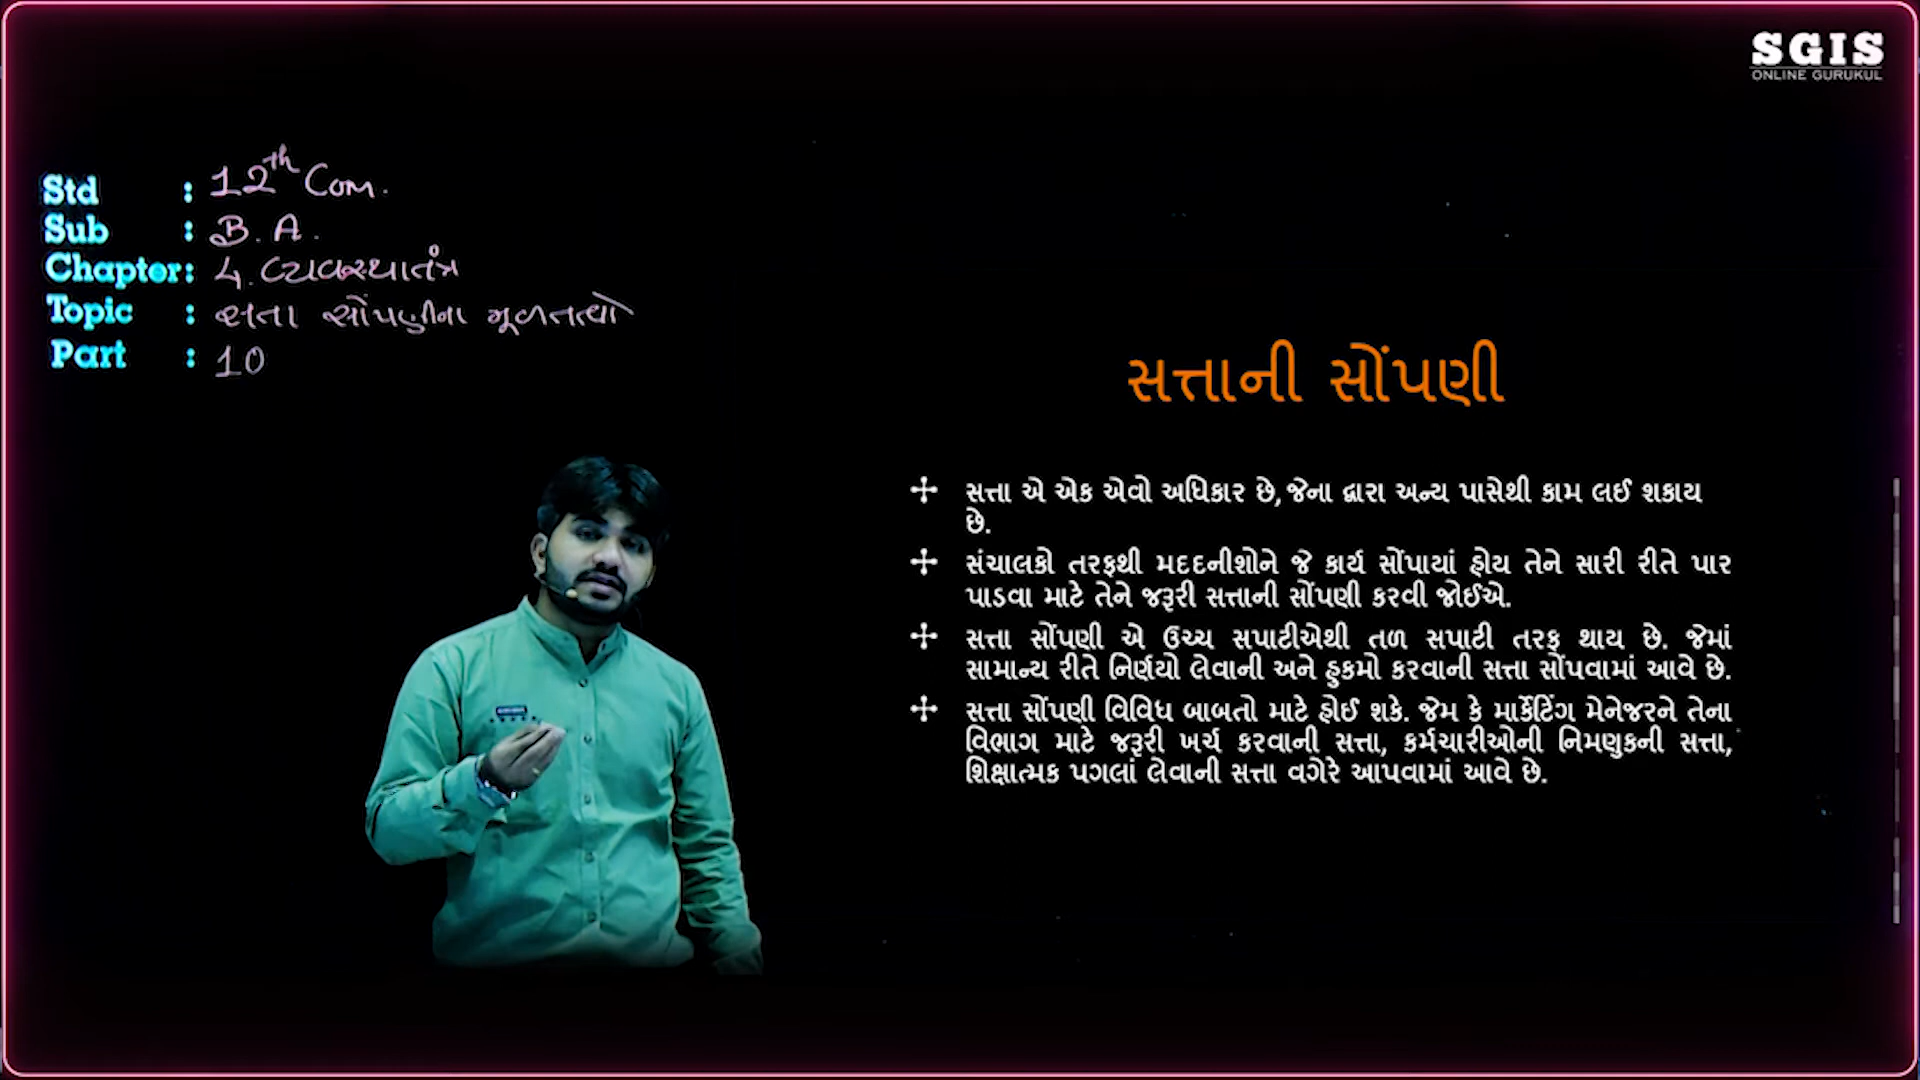 SGIS
ONLINE GURUKUL
Std : 12th Com.
Sub : B. A.
Chapter: 4. વ્યવસ્થાતંત્ર
Topic : સતા સોંપણીના મૂળતત્વો
Part : 10
સત્તાની સોંપણી
સત્તા એ એક એવો અધિકાર છે, જેના દ્વારા અન્ય પાસેથી કામ લઈ શકાય
છે.
સંચાલકો તરફથી મદદનીશોને જે કાર્ય સોંપાયાં હોય તેને સારી રીતે પાર
પાડવા માટે તેને જરૂરી સત્તાની સોંપણી કરવી જોઈએ.
સત્તા સોંપણી એ ઉચ્ચ સપાટીએથી તળ સપાટી તરફ થાય છે. જેમાં
સામાન્ય રીતે નિર્ણયો લેવાની અને હુકમો કરવાની સત્તા સોંપવામાં આવે છે.
સત્તા સોંપણી વિવિધ બાબતો માટે હોઈ શકે. જેમ કે માર્કેટિંગ મેનેજરને તેના
વિભાગ માટે જરૂરી ખર્ચ કરવાની સત્તા, કર્મચારીઓની નિમણુકની સત્તા,
શિક્ષાત્મક પગલાં લેવાની સત્તા વગેરે આપવામાં આવે છે.